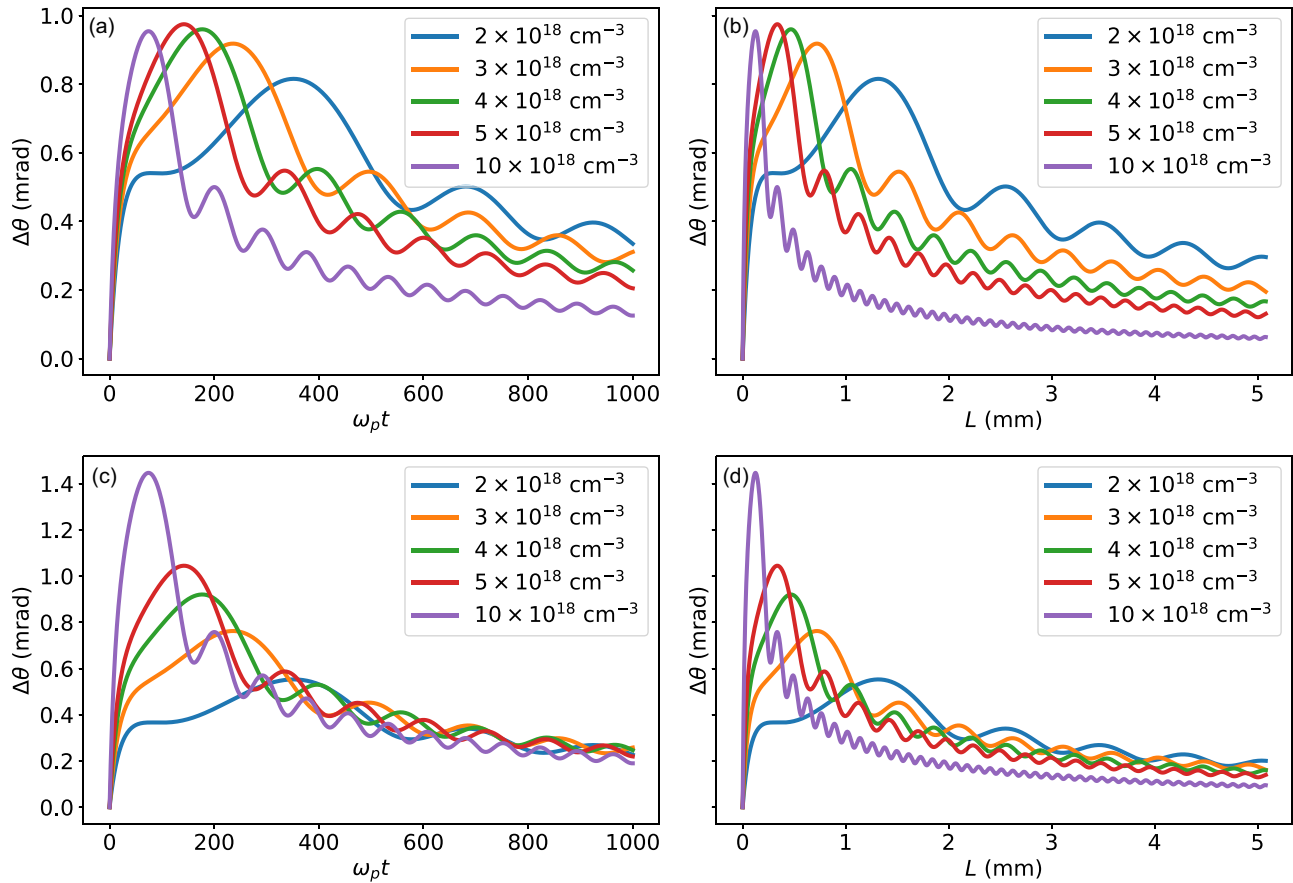 (a)
1.0
0.8
0.6
0.4
0.2
0.0
Δθ (mrad)
0 200 400 600 800 1000
ωₚt
2 × 10¹⁸ cm⁻³
3 × 10¹⁸ cm⁻³
4 × 10¹⁸ cm⁻³
5 × 10¹⁸ cm⁻³
10 × 10¹⁸ cm⁻³
(b)
Δθ (mrad)
0 1 2 3 4 5
L (mm)
2 × 10¹⁸ cm⁻³
3 × 10¹⁸ cm⁻³
4 × 10¹⁸ cm⁻³
5 × 10¹⁸ cm⁻³
10 × 10¹⁸ cm⁻³
(c)
1.4
1.2
1.0
0.8
0.6
0.4
0.2
0.0
Δθ (mrad)
0 200 400 600 800 1000
ωₚt
2 × 10¹⁸ cm⁻³
3 × 10¹⁸ cm⁻³
4 × 10¹⁸ cm⁻³
5 × 10¹⁸ cm⁻³
10 × 10¹⁸ cm⁻³
(d)
Δθ (mrad)
0 1 2 3 4 5
L (mm)
2 × 10¹⁸ cm⁻³
3 × 10¹⁸ cm⁻³
4 × 10¹⁸ cm⁻³
5 × 10¹⁸ cm⁻³
10 × 10¹⁸ cm⁻³